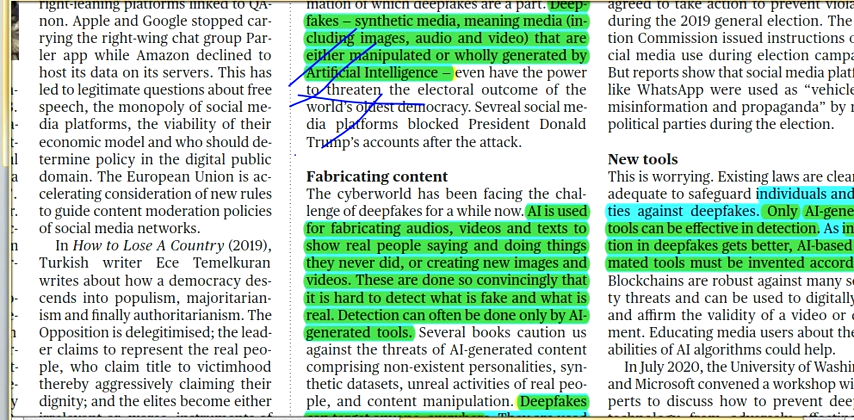 right-leaning platforms linked to QA-
non. Apple and Google stopped car-
rying the right-wing chat group Par-
ler app while Amazon declined to
host its data on its servers. This has
led to legitimate questions about free
speech, the monopoly of social me-
dia platforms, the viability of their
economic model and who should de-
termine policy in the digital public
domain. The European Union is ac-
celerating consideration of new rules
to guide content moderation policies
of social media networks.
In How to Lose A Country (2019),
Turkish writer Ece Temelkuran
writes about how a democracy des-
cends into populism, majoritarian-
ism and finally authoritarianism. The
Opposition is delegitimised; the lead-
er claims to represent the real peo-
ple, who claim title to victimhood
thereby aggressively claiming their
dignity; and the elites become either
mation of which deepfakes are a part. Deep-
fakes — synthetic media, meaning media (in-
cluding images, audio and video) that are
either manipulated or wholly generated by
Artificial Intelligence — even have the power
to threaten the electoral outcome of the
world's oldest democracy. Sevreal social me-
dia platforms blocked President Donald
Trump's accounts after the attack.
Fabricating content
The cyberworld has been facing the chal-
lenge of deepfakes for a while now. AI is used
for fabricating audios, videos and texts to
show real people saying and doing things
they never did, or creating new images and
videos. These are done so convincingly that
it is hard to detect what is fake and what is
real. Detection can often be done only by AI-
generated tools. Several books caution us
against the threats of AI-generated content
comprising non-existent personalities, syn-
thetic datasets, unreal activities of real peo-
ple, and content manipulation. Deepfakes
agreed to take action to prevent
during the 2019 general election. The
tion Commission issued instructions
cial media use during election
But reports show that social media
like WhatsApp were used as "vehicle
misinformation and propaganda" by
political parties during the election.
New tools
This is worrying. Existing laws are
adequate to safeguard individuals and
ties against deepfakes. Only AI-gene
tools can be effective in detection. As in
tion in deepfakes gets better, AI-based
mated tools must be invented accord
Blockchains are robust against many
ty threats and can be used to digitally
and affirm the validity of a video or
ment. Educating media users about the
abilities of AI algorithms could help.
In July 2020, the University of Washi
and Microsoft convened a workshop
perts to discuss how to prevent